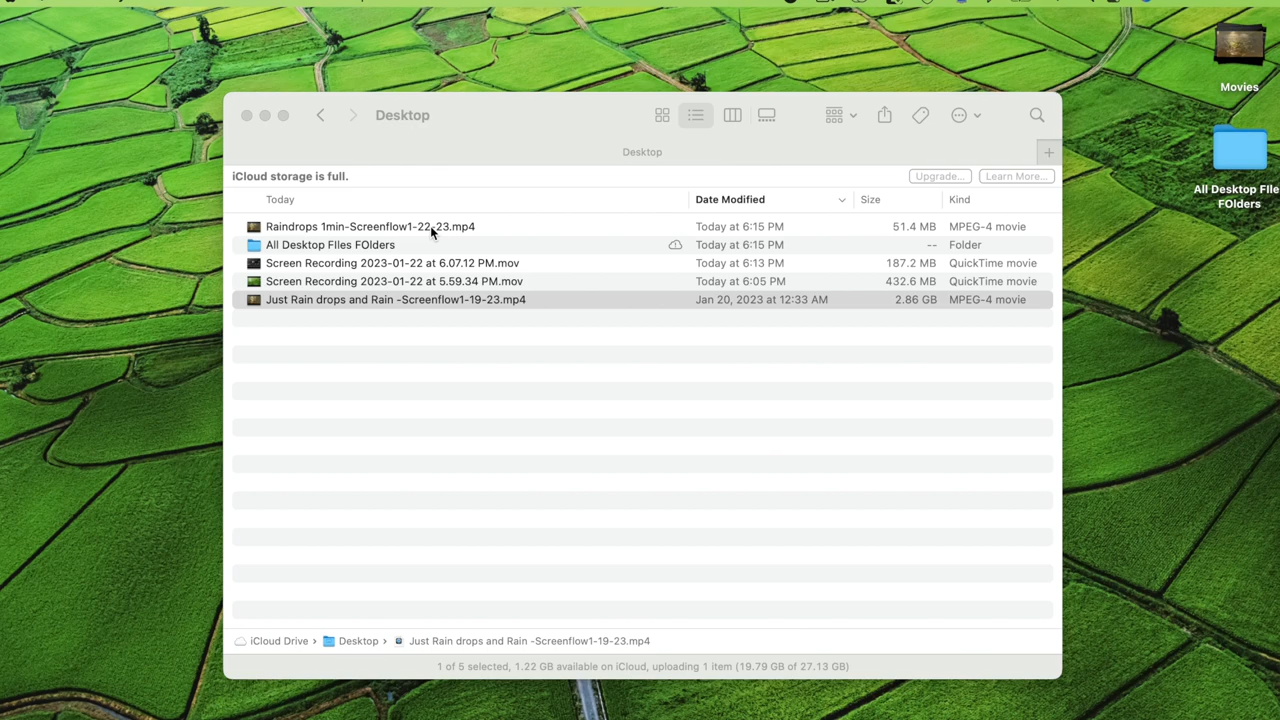 Movies
All Desktop FIle
FOlders
Desktop
Desktop
iCloud storage is full.
Upgrade...
Learn More...
Today
Date Modified
Size
Kind
Raindrops 1min-Screenflow1-22-23.mp4 Today at 6:15 PM 51.4 MB MPEG-4 movie
All Desktop FIles FOlders Today at 6:15 PM -- Folder
Screen Recording 2023-01-22 at 6.07.12 PM.mov Today at 6:13 PM 187.2 MB QuickTime movie
Screen Recording 2023-01-22 at 5.59.34 PM.mov Today at 6:05 PM 432.6 MB QuickTime movie
Just Rain drops and Rain -Screenflow1-19-23.mp4 Jan 20, 2023 at 12:33 AM 2.86 GB MPEG-4 movie
iCloud Drive › Desktop › Just Rain drops and Rain -Screenflow1-19-23.mp4
1 of 5 selected, 1.22 GB available on iCloud, uploading 1 item (19.79 GB of 27.13 GB)